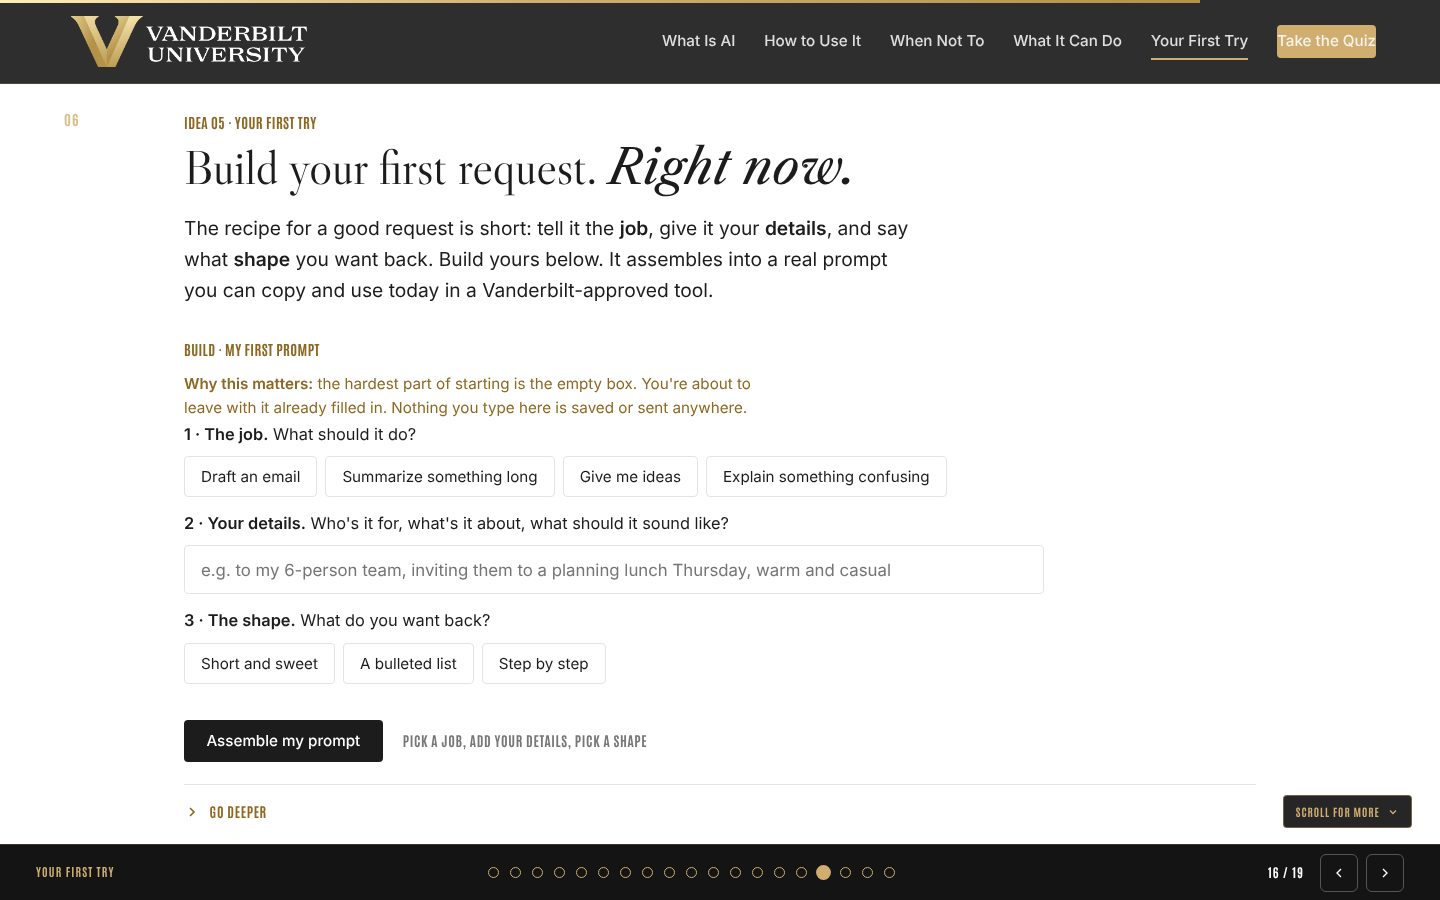 VANDERBILT
UNIVERSITY
What Is AI
How to Use It
When Not To
What It Can Do
Your First Try
Take the Quiz
06
IDEA 05 · YOUR FIRST TRY
Build your first request. Right now.
The recipe for a good request is short: tell it the job, give it your details, and say
what shape you want back. Build yours below. It assembles into a real prompt
you can copy and use today in a Vanderbilt-approved tool.
BUILD · MY FIRST PROMPT
Why this matters: the hardest part of starting is the empty box. You're about to
leave with it already filled in. Nothing you type here is saved or sent anywhere.
1 · The job. What should it do?
Draft an email
Summarize something long
Give me ideas
Explain something confusing
2 · Your details. Who's it for, what's it about, what should it sound like?
e.g. to my 6-person team, inviting them to a planning lunch Thursday, warm and casual
3 · The shape. What do you want back?
Short and sweet
A bulleted list
Step by step
Assemble my prompt
PICK A JOB, ADD YOUR DETAILS, PICK A SHAPE
GO DEEPER
SCROLL FOR MORE
YOUR FIRST TRY
16 / 19